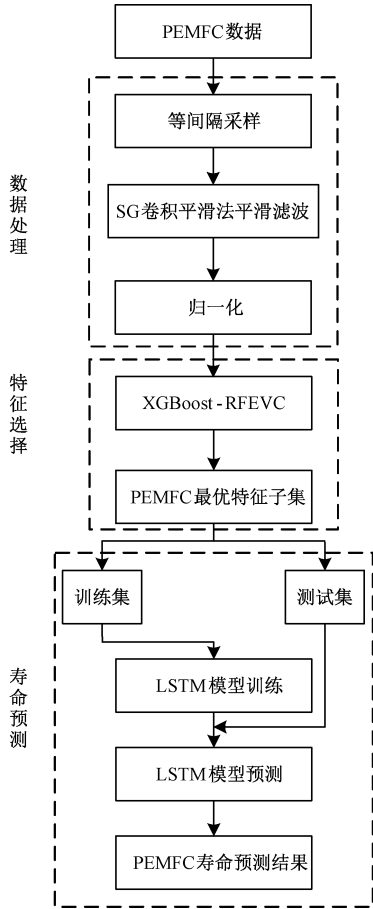 PEMFC数据
数据处理
等间隔采样
SG卷积平滑法平滑滤波
归一化
特征选择
XGBoost-RFEVC
PEMFC最优特征子集
寿命预测
训练集
测试集
LSTM模型训练
LSTM模型预测
PEMFC寿命预测结果